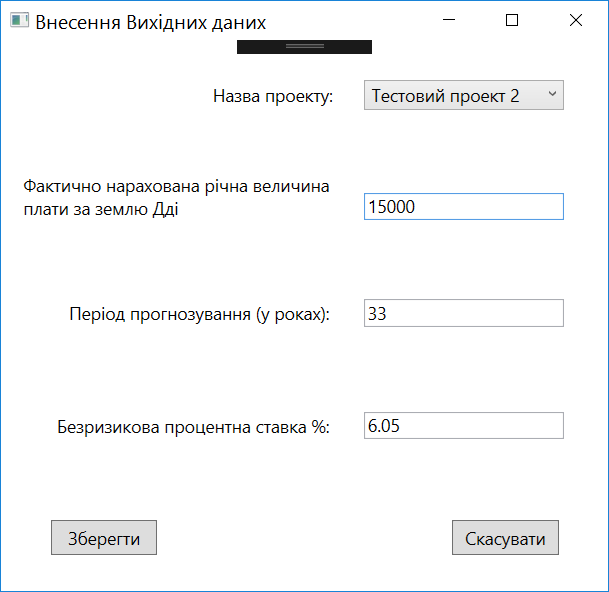 Внесення Вихідних даних
Назва проекту:
Тестовий проект 2
Фактично нарахована річна величина
плати за землю Дді
15000
Період прогнозування (у роках):
33
Безризикова процентна ставка %:
6.05
Зберегти
Скасувати